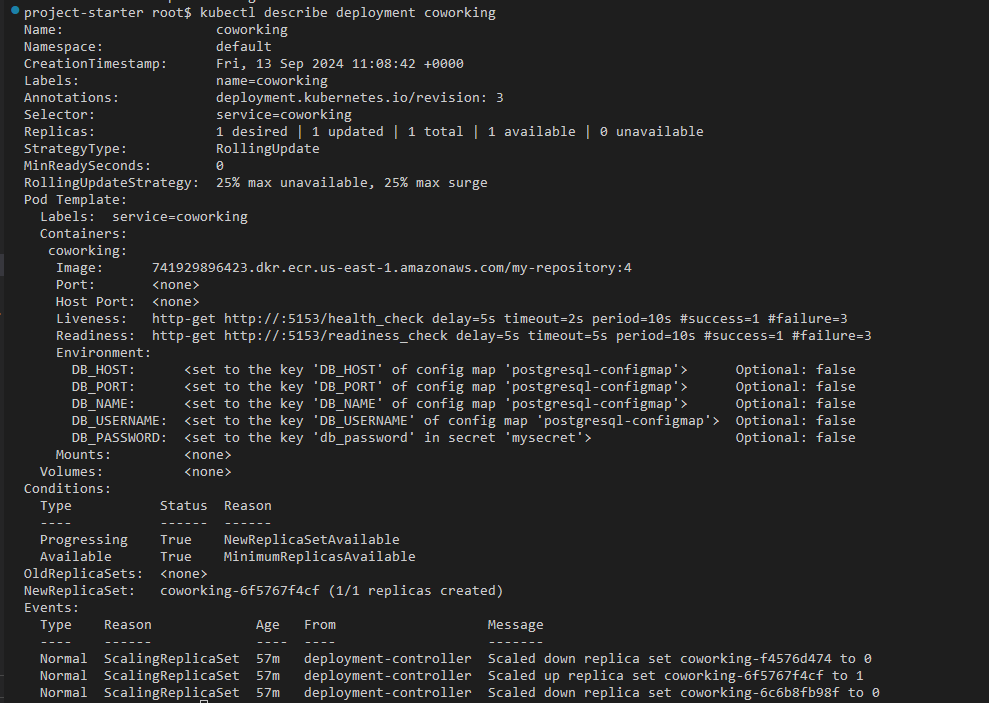 project-starter root$ kubectl describe deployment coworking
Name:                   coworking
Namespace:              default
CreationTimestamp:      Fri, 13 Sep 2024 11:08:42 +0000
Labels:                 name=coworking
Annotations:            deployment.kubernetes.io/revision: 3
Selector:               service=coworking
Replicas:               1 desired | 1 updated | 1 total | 1 available | 0 unavailable
StrategyType:           RollingUpdate
MinReadySeconds:        0
RollingUpdateStrategy:  25% max unavailable, 25% max surge
Pod Template:
  Labels:  service=coworking
  Containers:
   coworking:
    Image:      741929896423.dkr.ecr.us-east-1.amazonaws.com/my-repository:4
    Port:       <none>
    Host Port:  <none>
    Liveness:   http-get http://:5153/health_check delay=5s timeout=2s period=10s #success=1 #failure=3
    Readiness:  http-get http://:5153/readiness_check delay=5s timeout=5s period=10s #success=1 #failure=3
    Environment:
      DB_HOST:      <set to the key 'DB_HOST' of config map 'postgresql-configmap'>      Optional: false
      DB_PORT:      <set to the key 'DB_PORT' of config map 'postgresql-configmap'>      Optional: false
      DB_NAME:      <set to the key 'DB_NAME' of config map 'postgresql-configmap'>      Optional: false
      DB_USERNAME:  <set to the key 'DB_USERNAME' of config map 'postgresql-configmap'>  Optional: false
      DB_PASSWORD:  <set to the key 'db_password' in secret 'mysecret'>                  Optional: false
    Mounts:         <none>
  Volumes:          <none>
Conditions:
  Type           Status  Reason
  ----           ------  ------
  Progressing    True    NewReplicaSetAvailable
  Available      True    MinimumReplicasAvailable
OldReplicaSets:  <none>
NewReplicaSet:   coworking-6f5767f4cf (1/1 replicas created)
Events:
  Type    Reason             Age   From                   Message
  ----    ------             ----  ----                   -------
  Normal  ScalingReplicaSet  57m   deployment-controller  Scaled down replica set coworking-f4576d474 to 0
  Normal  ScalingReplicaSet  57m   deployment-controller  Scaled up replica set coworking-6f5767f4cf to 1
  Normal  ScalingReplicaSet  57m   deployment-controller  Scaled down replica set coworking-6c6b8fb98f to 0